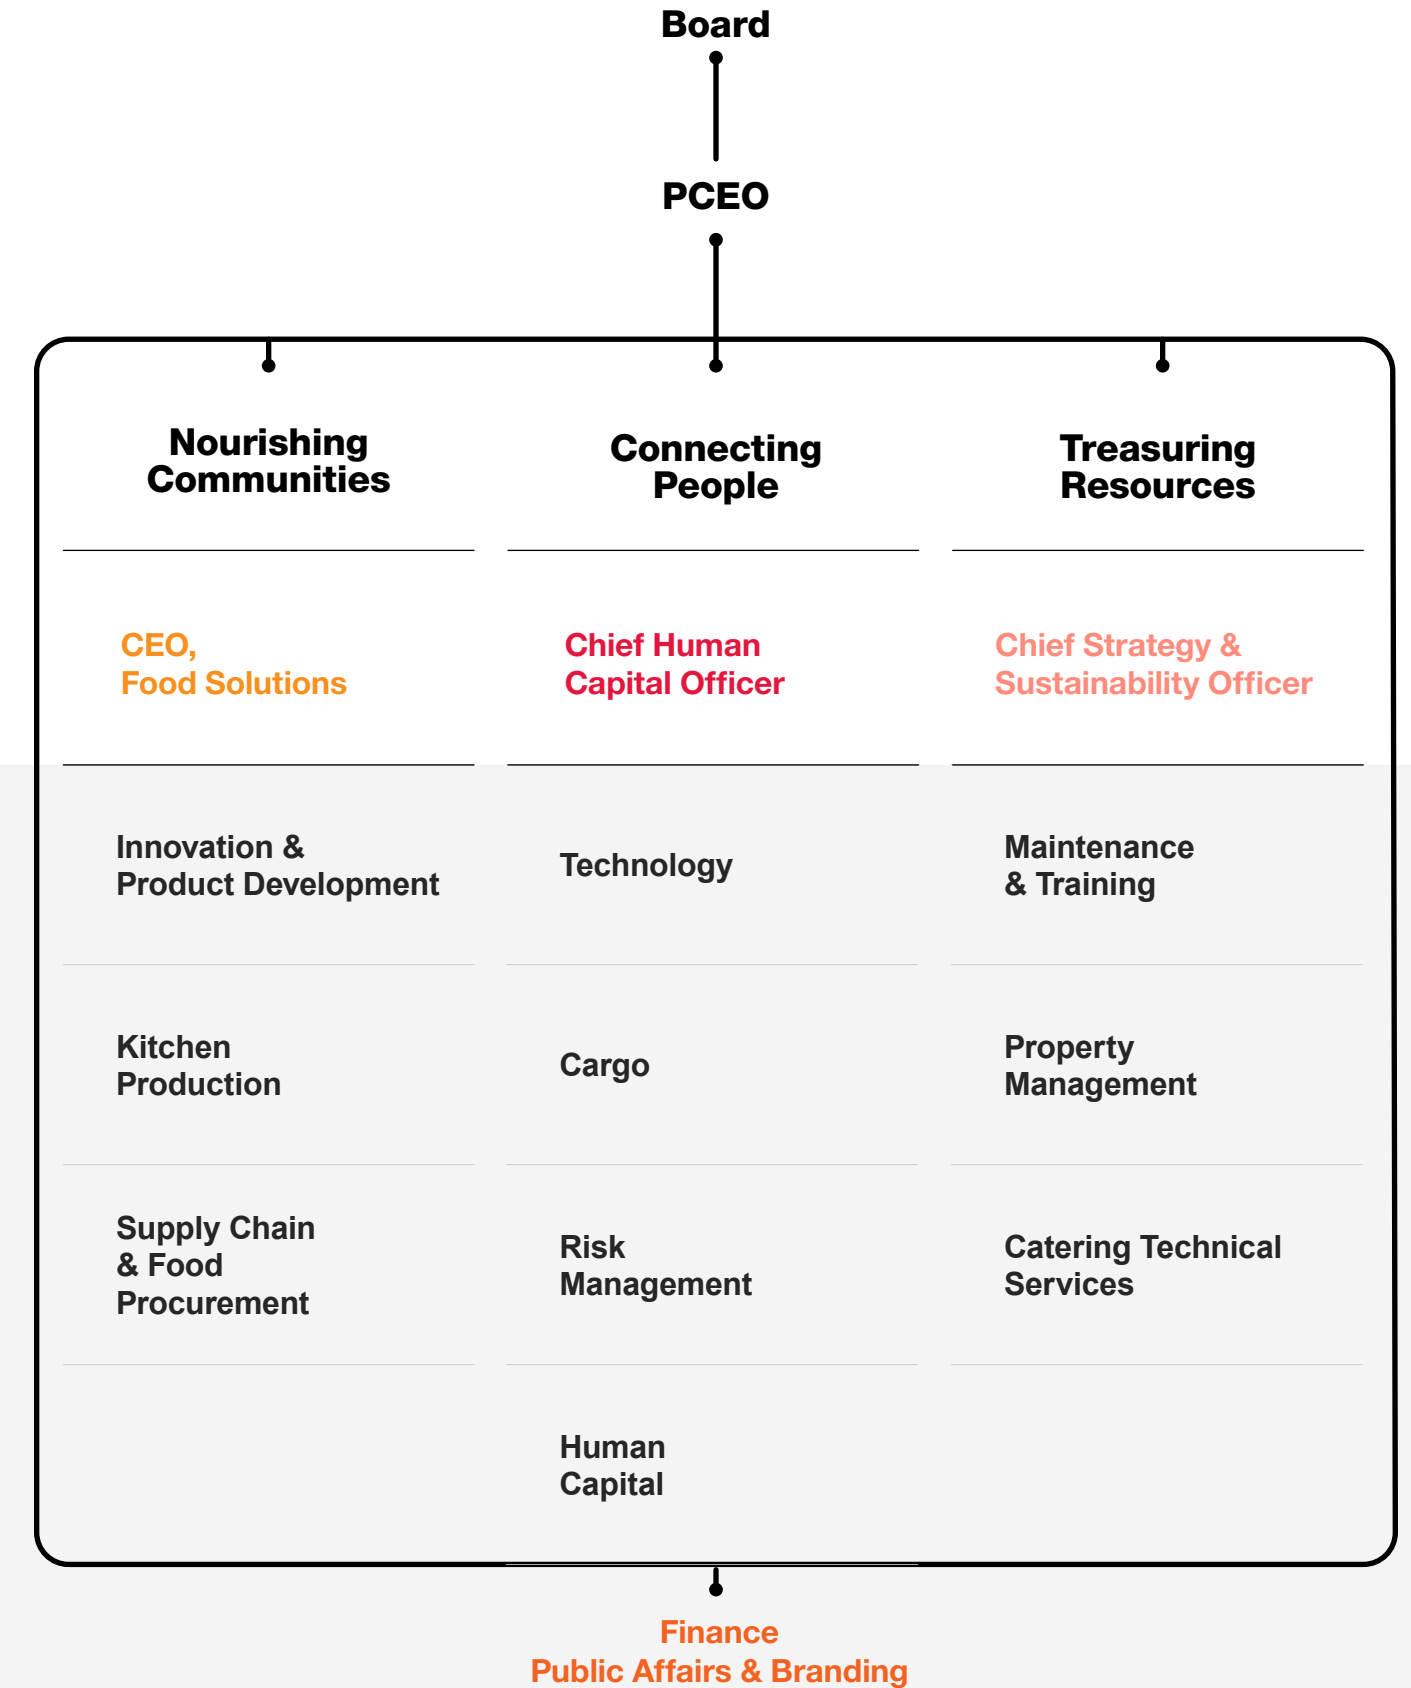 Board
PCEO
Nourishing
Communities
Connecting
People
Treasuring
Resources
CEO,
Food Solutions
Chief Human
Capital Officer
Chief Strategy &
Sustainability Officer
Innovation &
Product Development
Technology
Maintenance
& Training
Kitchen
Production
Cargo
Property
Management
Supply Chain
& Food
Procurement
Risk
Management
Catering Technical
Services
Human
Capital
Finance
Public Affairs & Branding